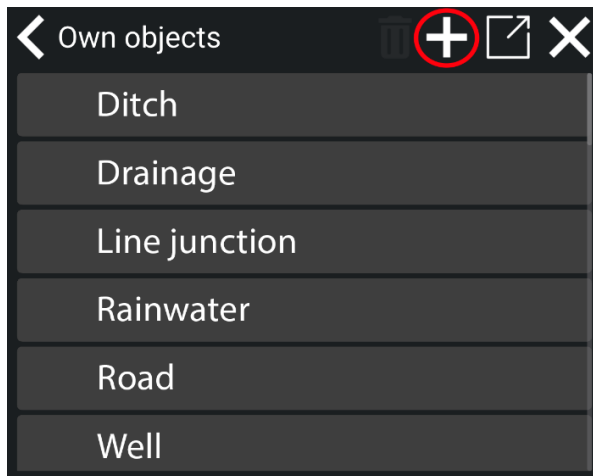 Own objects
Ditch
Drainage
Line junction
Rainwater
Road
Well